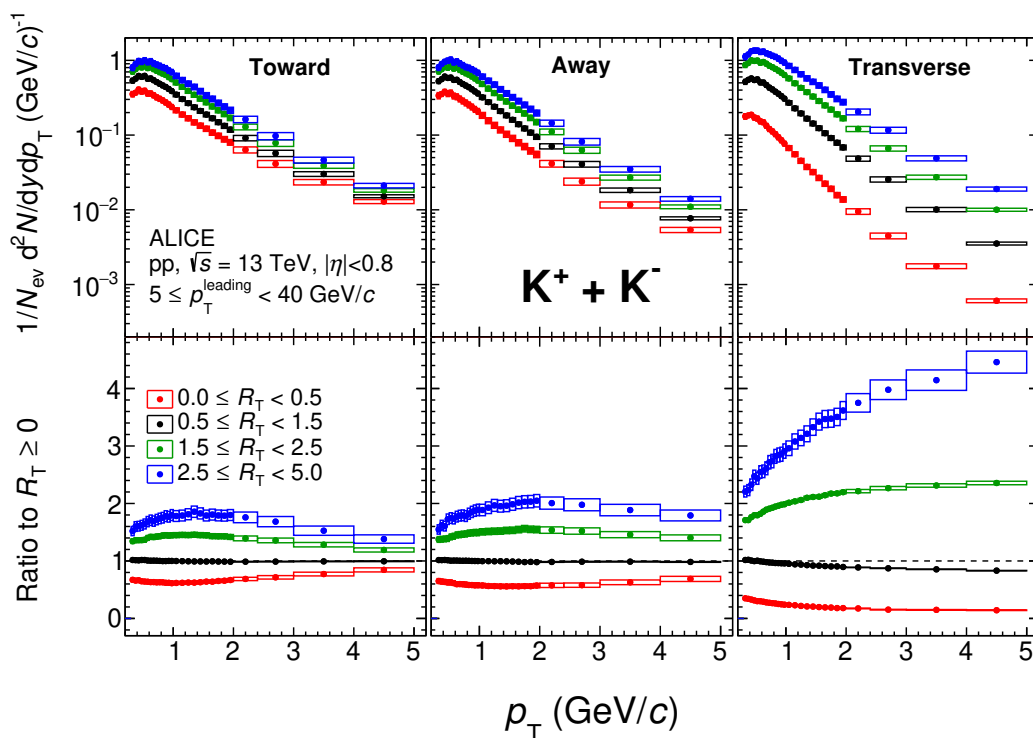 1/N_ev d²N/dydp_T (GeV/c)⁻¹
1
10⁻¹
10⁻²
10⁻³
Toward
Away
Transverse
ALICE
pp, √s = 13 TeV, |η|<0.8
5 ≤ p_T^leading < 40 GeV/c
K⁺ + K⁻
Ratio to R_T ≥ 0
4
3
2
1
0
0.0 ≤ R_T < 0.5
0.5 ≤ R_T < 1.5
1.5 ≤ R_T < 2.5
2.5 ≤ R_T < 5.0
1 2 3 4 5
1 2 3 4 5
1 2 3 4 5
p_T (GeV/c)